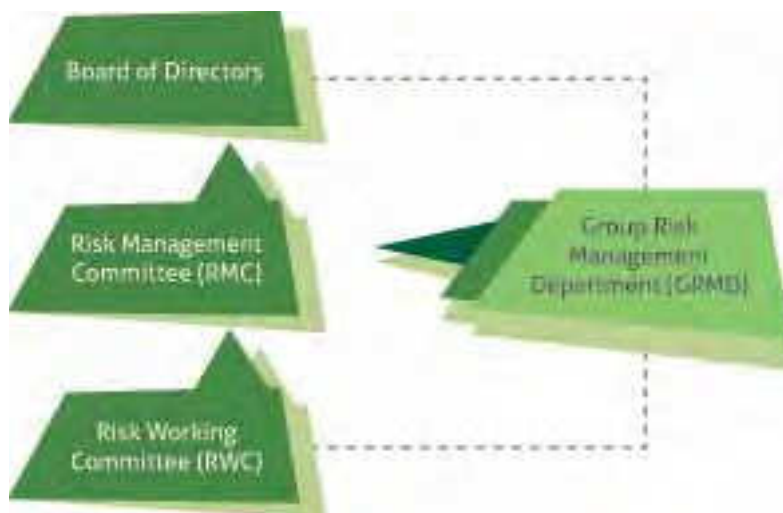 Board of Directors
Risk Management
Committee (RMC)
Group Risk
Management
Department (GRMD)
Risk Working
Committee (RWC)